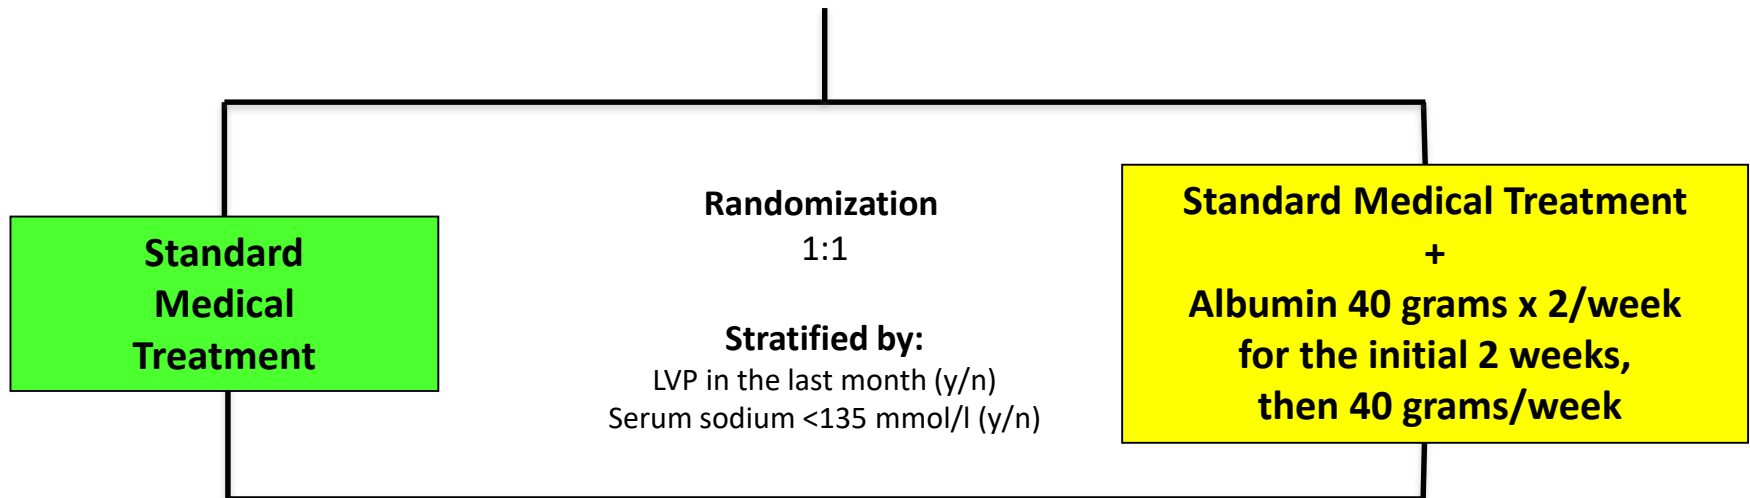 Standard
Medical
Treatment
Randomization
1:1
Stratified by:
LVP in the last month (y/n)
Serum sodium <135 mmol/l (y/n)
Standard Medical Treatment
+
Albumin 40 grams x 2/week
for the initial 2 weeks,
then 40 grams/week